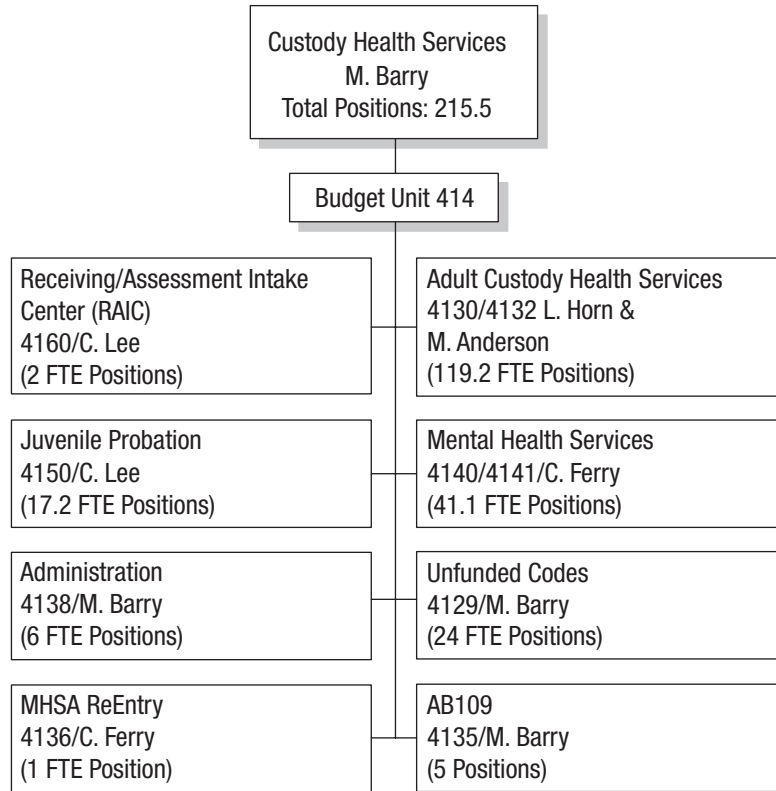 Custody Health Services
M. Barry
Total Positions: 215.5
Budget Unit 414
Receiving/Assessment Intake
Center (RAIC)
4160/C. Lee
(2 FTE Positions)
Adult Custody Health Services
4130/4132 L. Horn &
M. Anderson
(119.2 FTE Positions)
Juvenile Probation
4150/C. Lee
(17.2 FTE Positions)
Mental Health Services
4140/4141/C. Ferry
(41.1 FTE Positions)
Administration
4138/M. Barry
(6 FTE Positions)
Unfunded Codes
4129/M. Barry
(24 FTE Positions)
MHSA ReEntry
4136/C. Ferry
(1 FTE Position)
AB109
4135/M. Barry
(5 Positions)